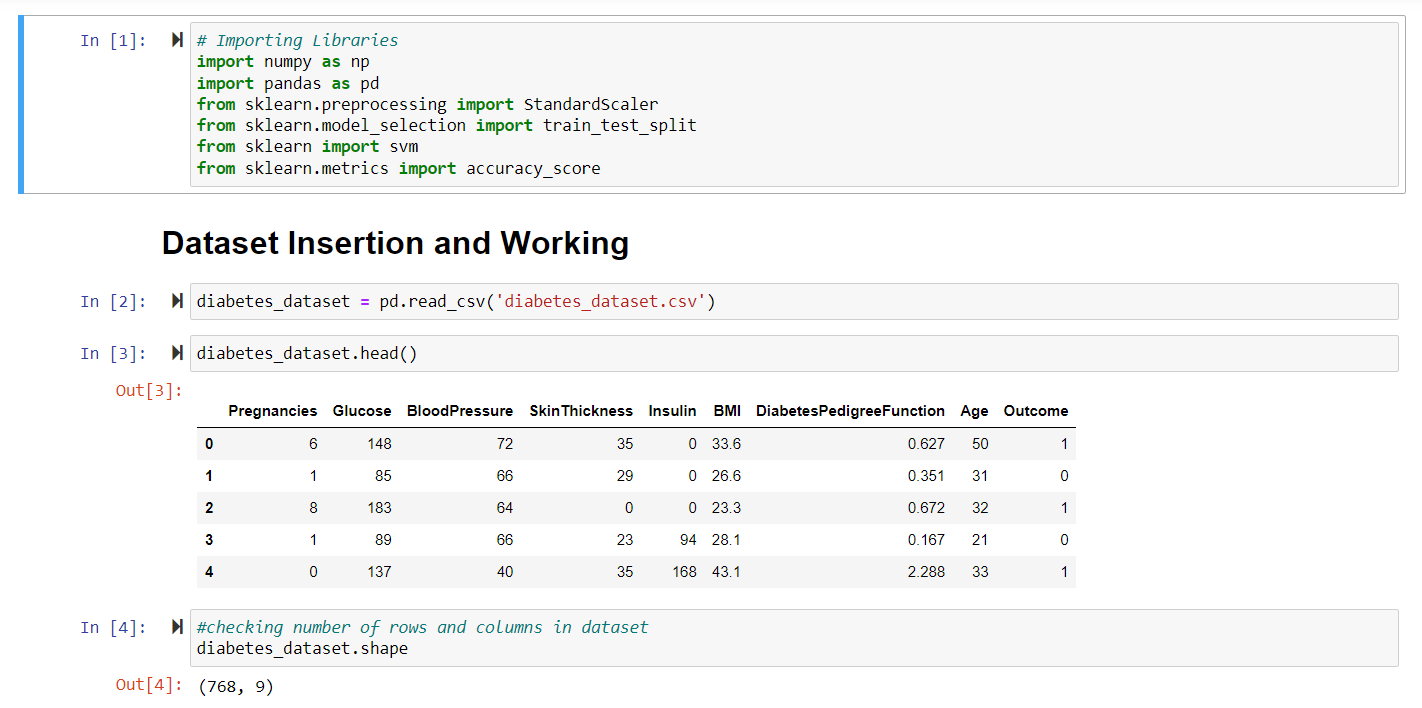 In [1]: # Importing Libraries
import numpy as np
import pandas as pd
from sklearn.preprocessing import StandardScaler
from sklearn.model_selection import train_test_split
from sklearn import svm
from sklearn.metrics import accuracy_score
Dataset Insertion and Working
In [2]: diabetes_dataset = pd.read_csv('diabetes_dataset.csv')
In [3]: diabetes_dataset.head()
Out[3]:
Pregnancies Glucose BloodPressure SkinThickness Insulin BMI DiabetesPedigreeFunction Age Outcome
0 6 148 72 35 0 33.6 0.627 50 1
1 1 85 66 29 0 26.6 0.351 31 0
2 8 183 64 0 0 23.3 0.672 32 1
3 1 89 66 23 94 28.1 0.167 21 0
4 0 137 40 35 168 43.1 2.288 33 1
In [4]: #checking number of rows and columns in dataset
diabetes_dataset.shape
Out[4]: (768, 9)